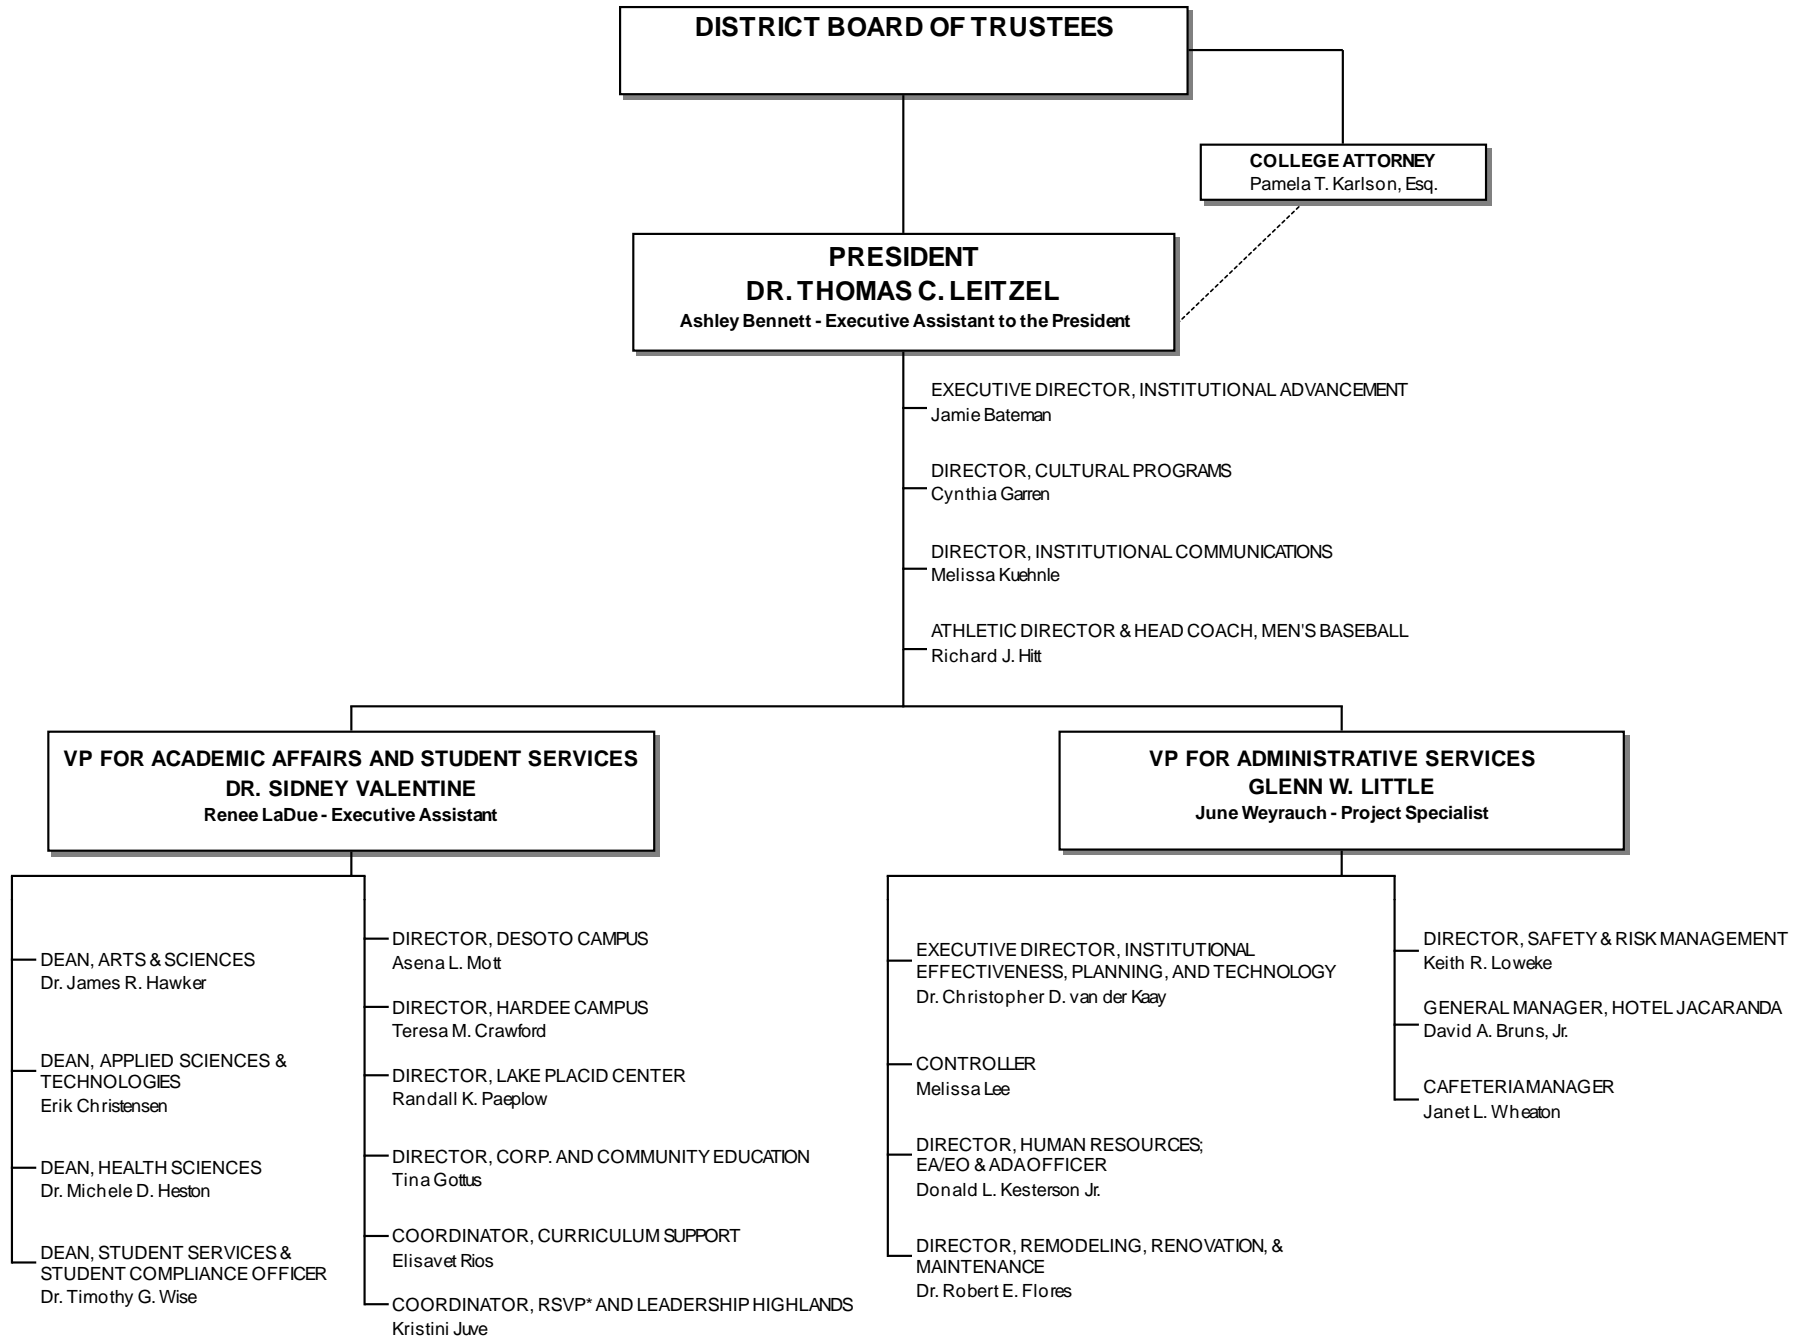 DISTRICT BOARD OF TRUSTEES
COLLEGE ATTORNEY
Pamela T. Karlson, Esq.
PRESIDENT
DR. THOMAS C. LEITZEL
Ashley Bennett - Executive Assistant to the President
EXECUTIVE DIRECTOR, INSTITUTIONAL ADVANCEMENT
Jamie Bateman
DIRECTOR, CULTURAL PROGRAMS
Cynthia Garren
DIRECTOR, INSTITUTIONAL COMMUNICATIONS
Melissa Kuehnle
ATHLETIC DIRECTOR & HEAD COACH, MEN'S BASEBALL
Richard J. Hitt
VP FOR ACADEMIC AFFAIRS AND STUDENT SERVICES
DR. SIDNEY VALENTINE
Renee LaDue - Executive Assistant
DEAN, ARTS & SCIENCES
Dr. James R. Hawker
DEAN, APPLIED SCIENCES &
TECHNOLOGIES
Erik Christensen
DEAN, HEALTH SCIENCES
Dr. Michele D. Heston
DEAN, STUDENT SERVICES &
STUDENT COMPLIANCE OFFICER
Dr. Timothy G. Wise
DIRECTOR, DESOTO CAMPUS
Asena L. Mott
DIRECTOR, HARDEE CAMPUS
Teresa M. Crawford
DIRECTOR, LAKE PLACID CENTER
Randall K. Paeplow
DIRECTOR, CORP. AND COMMUNITY EDUCATION
Tina Gottus
COORDINATOR, CURRICULUM SUPPORT
Elisavet Rios
COORDINATOR, RSVP* AND LEADERSHIP HIGHLANDS
Kristini Juve
VP FOR ADMINISTRATIVE SERVICES
GLENN W. LITTLE
June Weyrauch - Project Specialist
EXECUTIVE DIRECTOR, INSTITUTIONAL
EFFECTIVENESS, PLANNING, AND TECHNOLOGY
Dr. Christopher D. van der Kaay
CONTROLLER
Melissa Lee
DIRECTOR, HUMAN RESOURCES;
EA/EO & ADA OFFICER
Donald L. Kesterson Jr.
DIRECTOR, REMODELING, RENOVATION, &
MAINTENANCE
Dr. Robert E. Flores
DIRECTOR, SAFETY & RISK MANAGEMENT
Keith R. Loweke
GENERAL MANAGER, HOTEL JACARANDA
David A. Bruns, Jr.
CAFETERIA MANAGER
Janet L. Wheaton